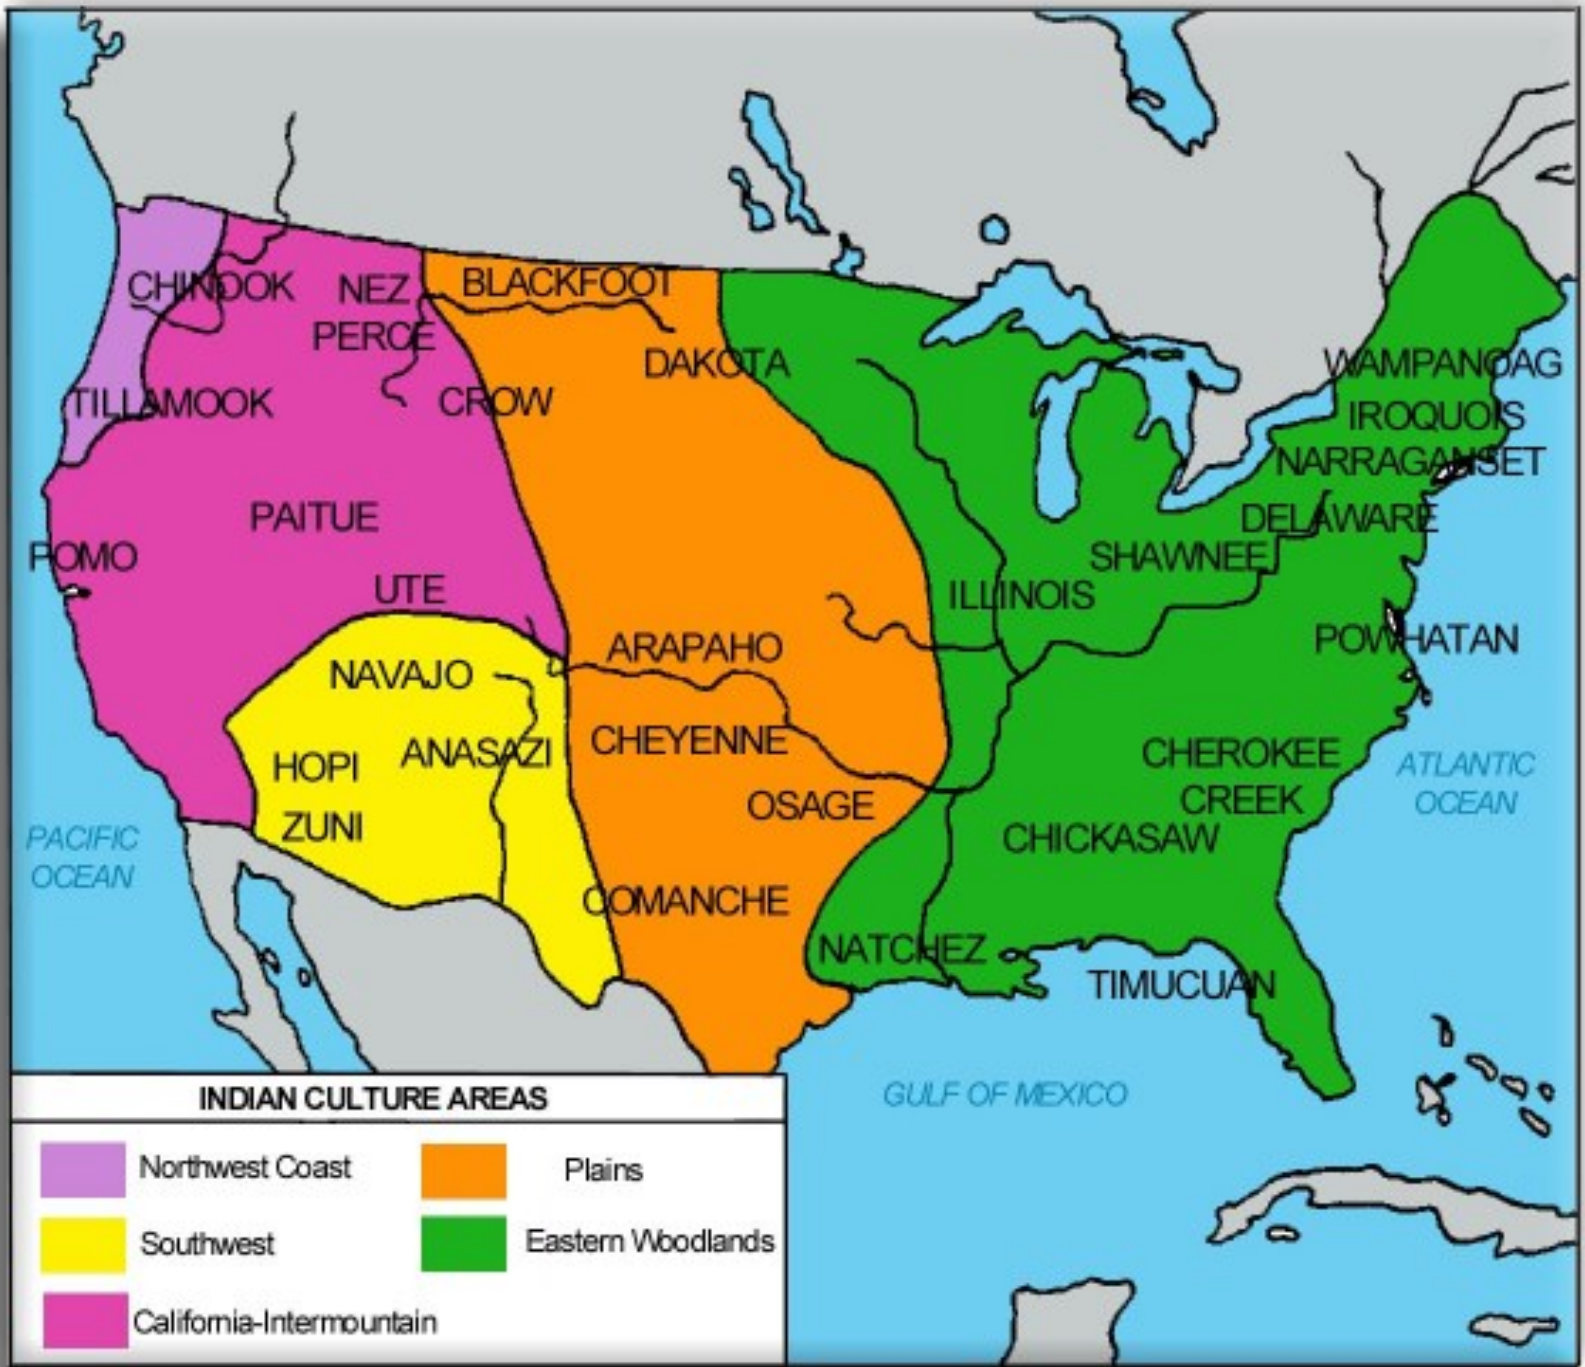 CHINOOK
NEZ
PERCE
BLACKFOOT
DAKOTA
WAMPANOAG
TILLAMOOK
CROW
IROQUOIS
NARRAGANSET
PAITUE
DELAWARE
POMO
SHAWNEE
UTE
ILLINOIS
ARAPAHO
POWHATAN
NAVAJO
CHEYENNE
ANASAZI
CHEROKEE
HOPI
OSAGE
CREEK
ATLANTIC
OCEAN
ZUNI
CHICKASAW
PACIFIC
OCEAN
COMANCHE
NATCHEZ
TIMUCUAN
GULF OF MEXICO
INDIAN CULTURE AREAS
Northwest Coast
Plains
Southwest
Eastern Woodlands
California-Intermountain